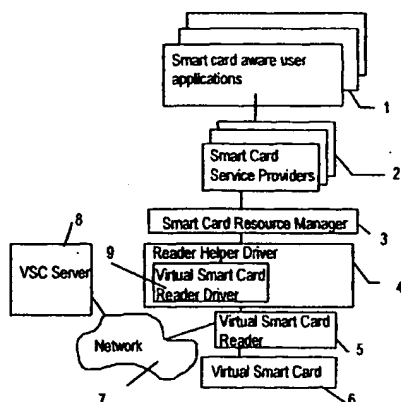 Smart card aware user
applications
1
Smart Card
Service Providers
2
Smart Card Resource Manager
3
8
VSC Server
9
Reader Helper Driver
Virtual Smart Card
Reader Driver
4
Virtual Smart Card
Reader
5
Network
7
Virtual Smart Card
6